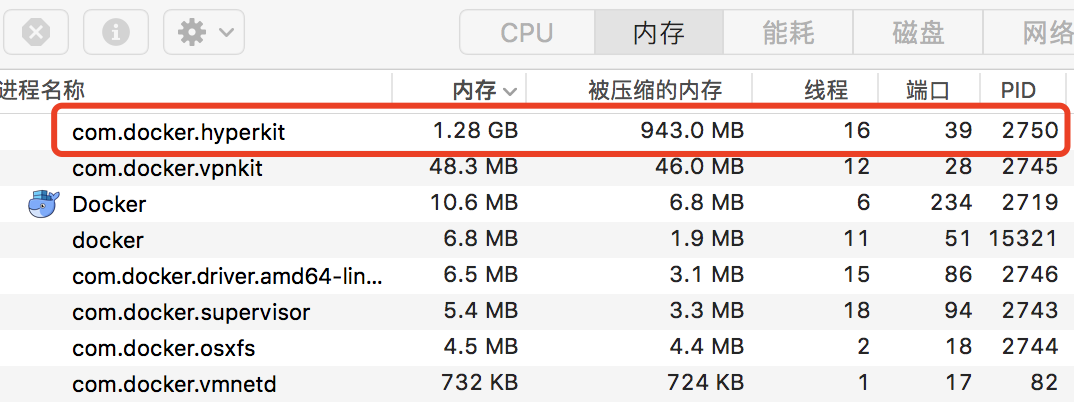 CPU 内存 能耗 磁盘 网络
进程名称 内存 被压缩的内存 线程 端口 PID
com.docker.hyperkit 1.28 GB 943.0 MB 16 39 2750
com.docker.vpnkit 48.3 MB 46.0 MB 12 28 2745
Docker 10.6 MB 6.8 MB 6 234 2719
docker 6.8 MB 1.9 MB 11 51 15321
com.docker.driver.amd64-lin... 6.5 MB 3.1 MB 15 86 2746
com.docker.supervisor 5.4 MB 3.3 MB 18 94 2743
com.docker.osxfs 4.5 MB 4.4 MB 2 18 2744
com.docker.vmnetd 732 KB 724 KB 1 17 82